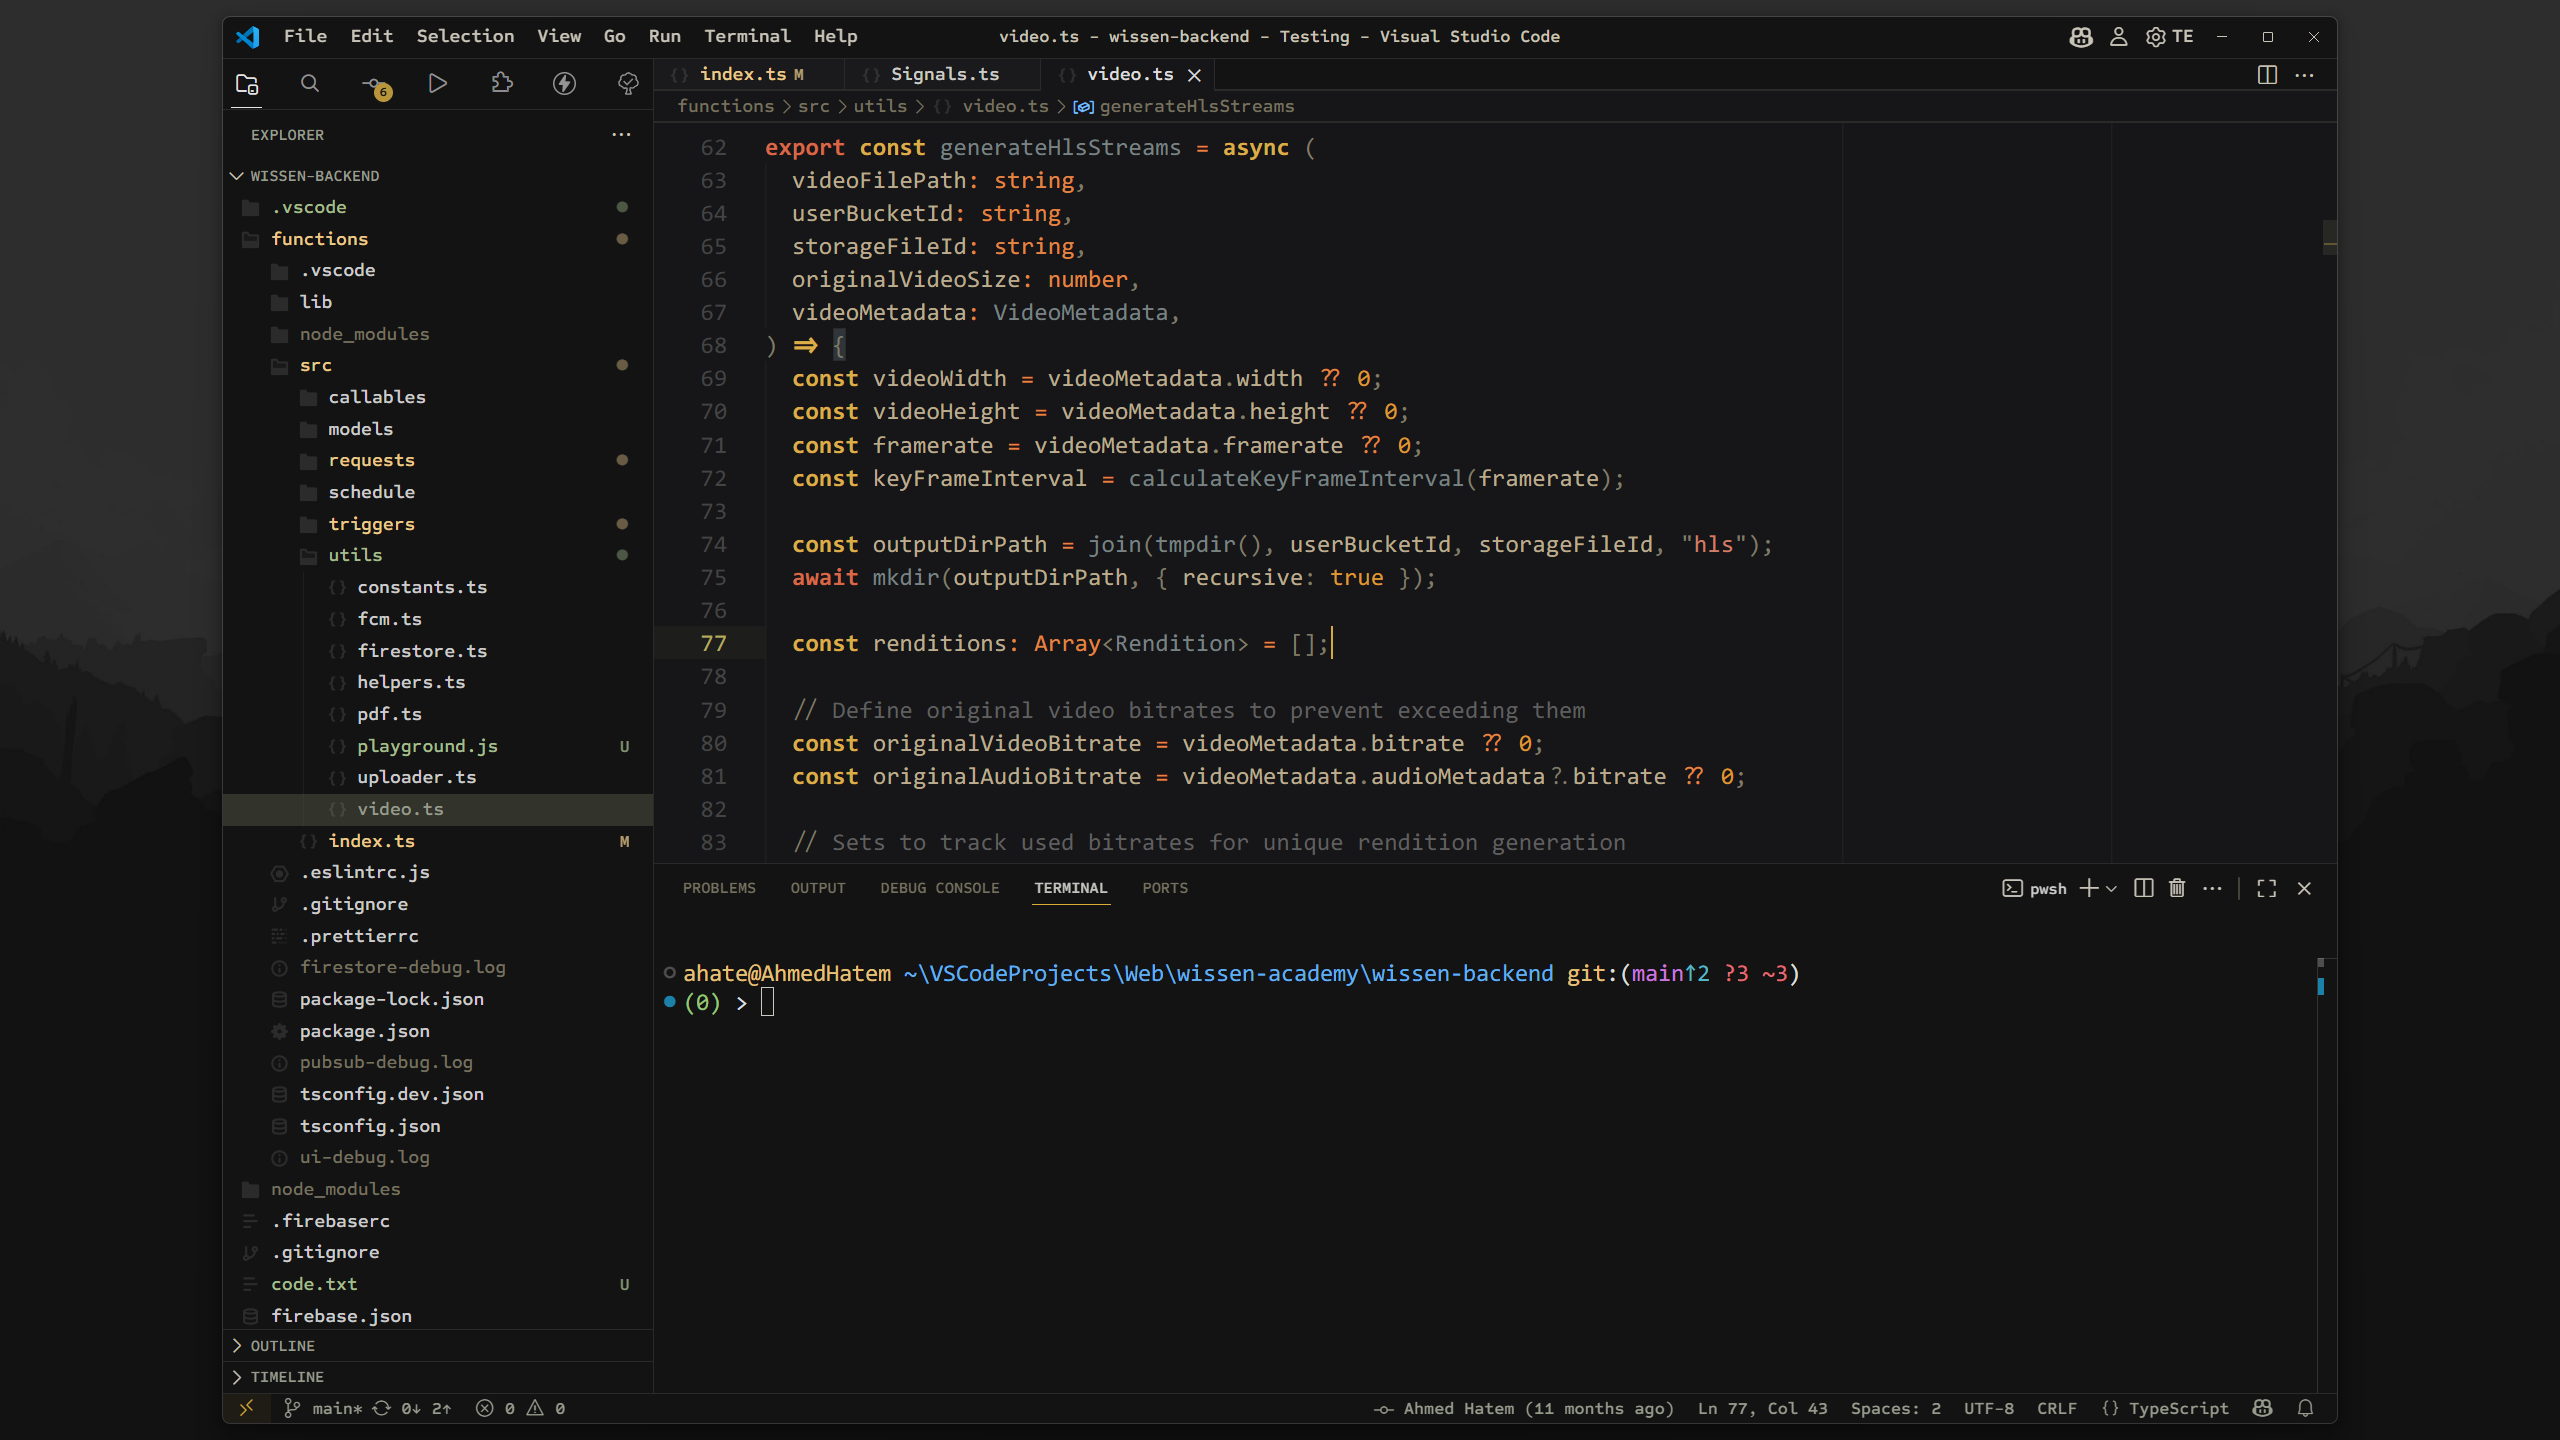 File Edit Selection View Go Run Terminal Help
video.ts - wissen-backend - Testing - Visual Studio Code
TE
6
EXPLORER
WISSEN-BACKEND
.vscode
functions
.vscode
lib
node_modules
src
callables
models
requests
schedule
triggers
utils
constants.ts
fcm.ts
firestore.ts
helpers.ts
pdf.ts
playground.js U
uploader.ts
video.ts
index.ts M
.eslintrc.js
.gitignore
.prettierrc
firestore-debug.log
package-lock.json
package.json
pubsub-debug.log
tsconfig.dev.json
tsconfig.json
ui-debug.log
node_modules
.firebaserc
.gitignore
code.txt U
firebase.json
OUTLINE
TIMELINE
index.ts M Signals.ts video.ts
functions > src > utils > {} video.ts > generateHlsStreams
62 export const generateHlsStreams = async (
63 videoFilePath: string,
64 userBucketId: string,
65 storageFileId: string,
66 originalVideoSize: number,
67 videoMetadata: VideoMetadata,
68 ) => {
69 const videoWidth = videoMetadata.width ?? 0;
70 const videoHeight = videoMetadata.height ?? 0;
71 const framerate = videoMetadata.framerate ?? 0;
72 const keyFrameInterval = calculateKeyFrameInterval(framerate);
73
74 const outputDirPath = join(tmpdir(), userBucketId, storageFileId, "hls");
75 await mkdir(outputDirPath, { recursive: true });
76
77 const renditions: Array<Rendition> = [];
78
79 // Define original video bitrates to prevent exceeding them
80 const originalVideoBitrate = videoMetadata.bitrate ?? 0;
81 const originalAudioBitrate = videoMetadata.audioMetadata?.bitrate ?? 0;
82
83 // Sets to track used bitrates for unique rendition generation
PROBLEMS OUTPUT DEBUG CONSOLE TERMINAL PORTS
pwsh
ahate@AhmedHatem ~\VSCodeProjects\Web\wissen-academy\wissen-backend git:(main↑2 ?3 ~3)
(0) >
main* 0↓ 2↑ 0 0
Ahmed Hatem (11 months ago) Ln 77, Col 43 Spaces: 2 UTF-8 CRLF {} TypeScript